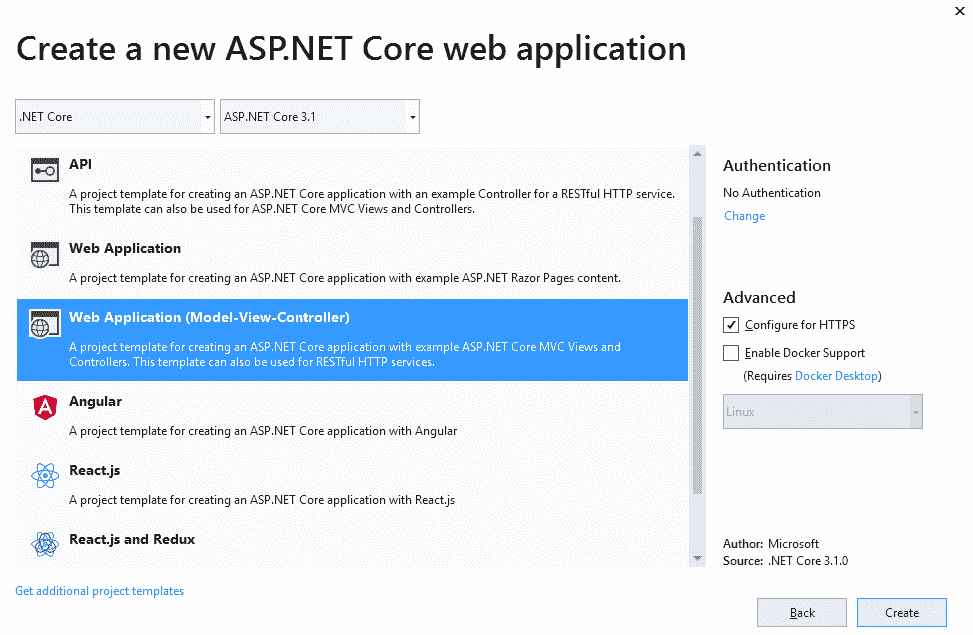 Create a new ASP.NET Core web application
.NET Core
ASP.NET Core 3.1
API
A project template for creating an ASP.NET Core application with an example Controller for a RESTful HTTP service.
This template can also be used for ASP.NET Core MVC Views and Controllers.
Web Application
A project template for creating an ASP.NET Core application with example ASP.NET Razor Pages content.
Web Application (Model-View-Controller)
A project template for creating an ASP.NET Core application with example ASP.NET Core MVC Views and
Controllers. This template can also be used for RESTful HTTP services.
Angular
A project template for creating an ASP.NET Core application with Angular
React.js
A project template for creating an ASP.NET Core application with React.js
React.js and Redux
Get additional project templates
Authentication
No Authentication
Change
Advanced
Configure for HTTPS
Enable Docker Support
(Requires Docker Desktop)
Linux
Author: Microsoft
Source: .NET Core 3.1.0
Back
Create